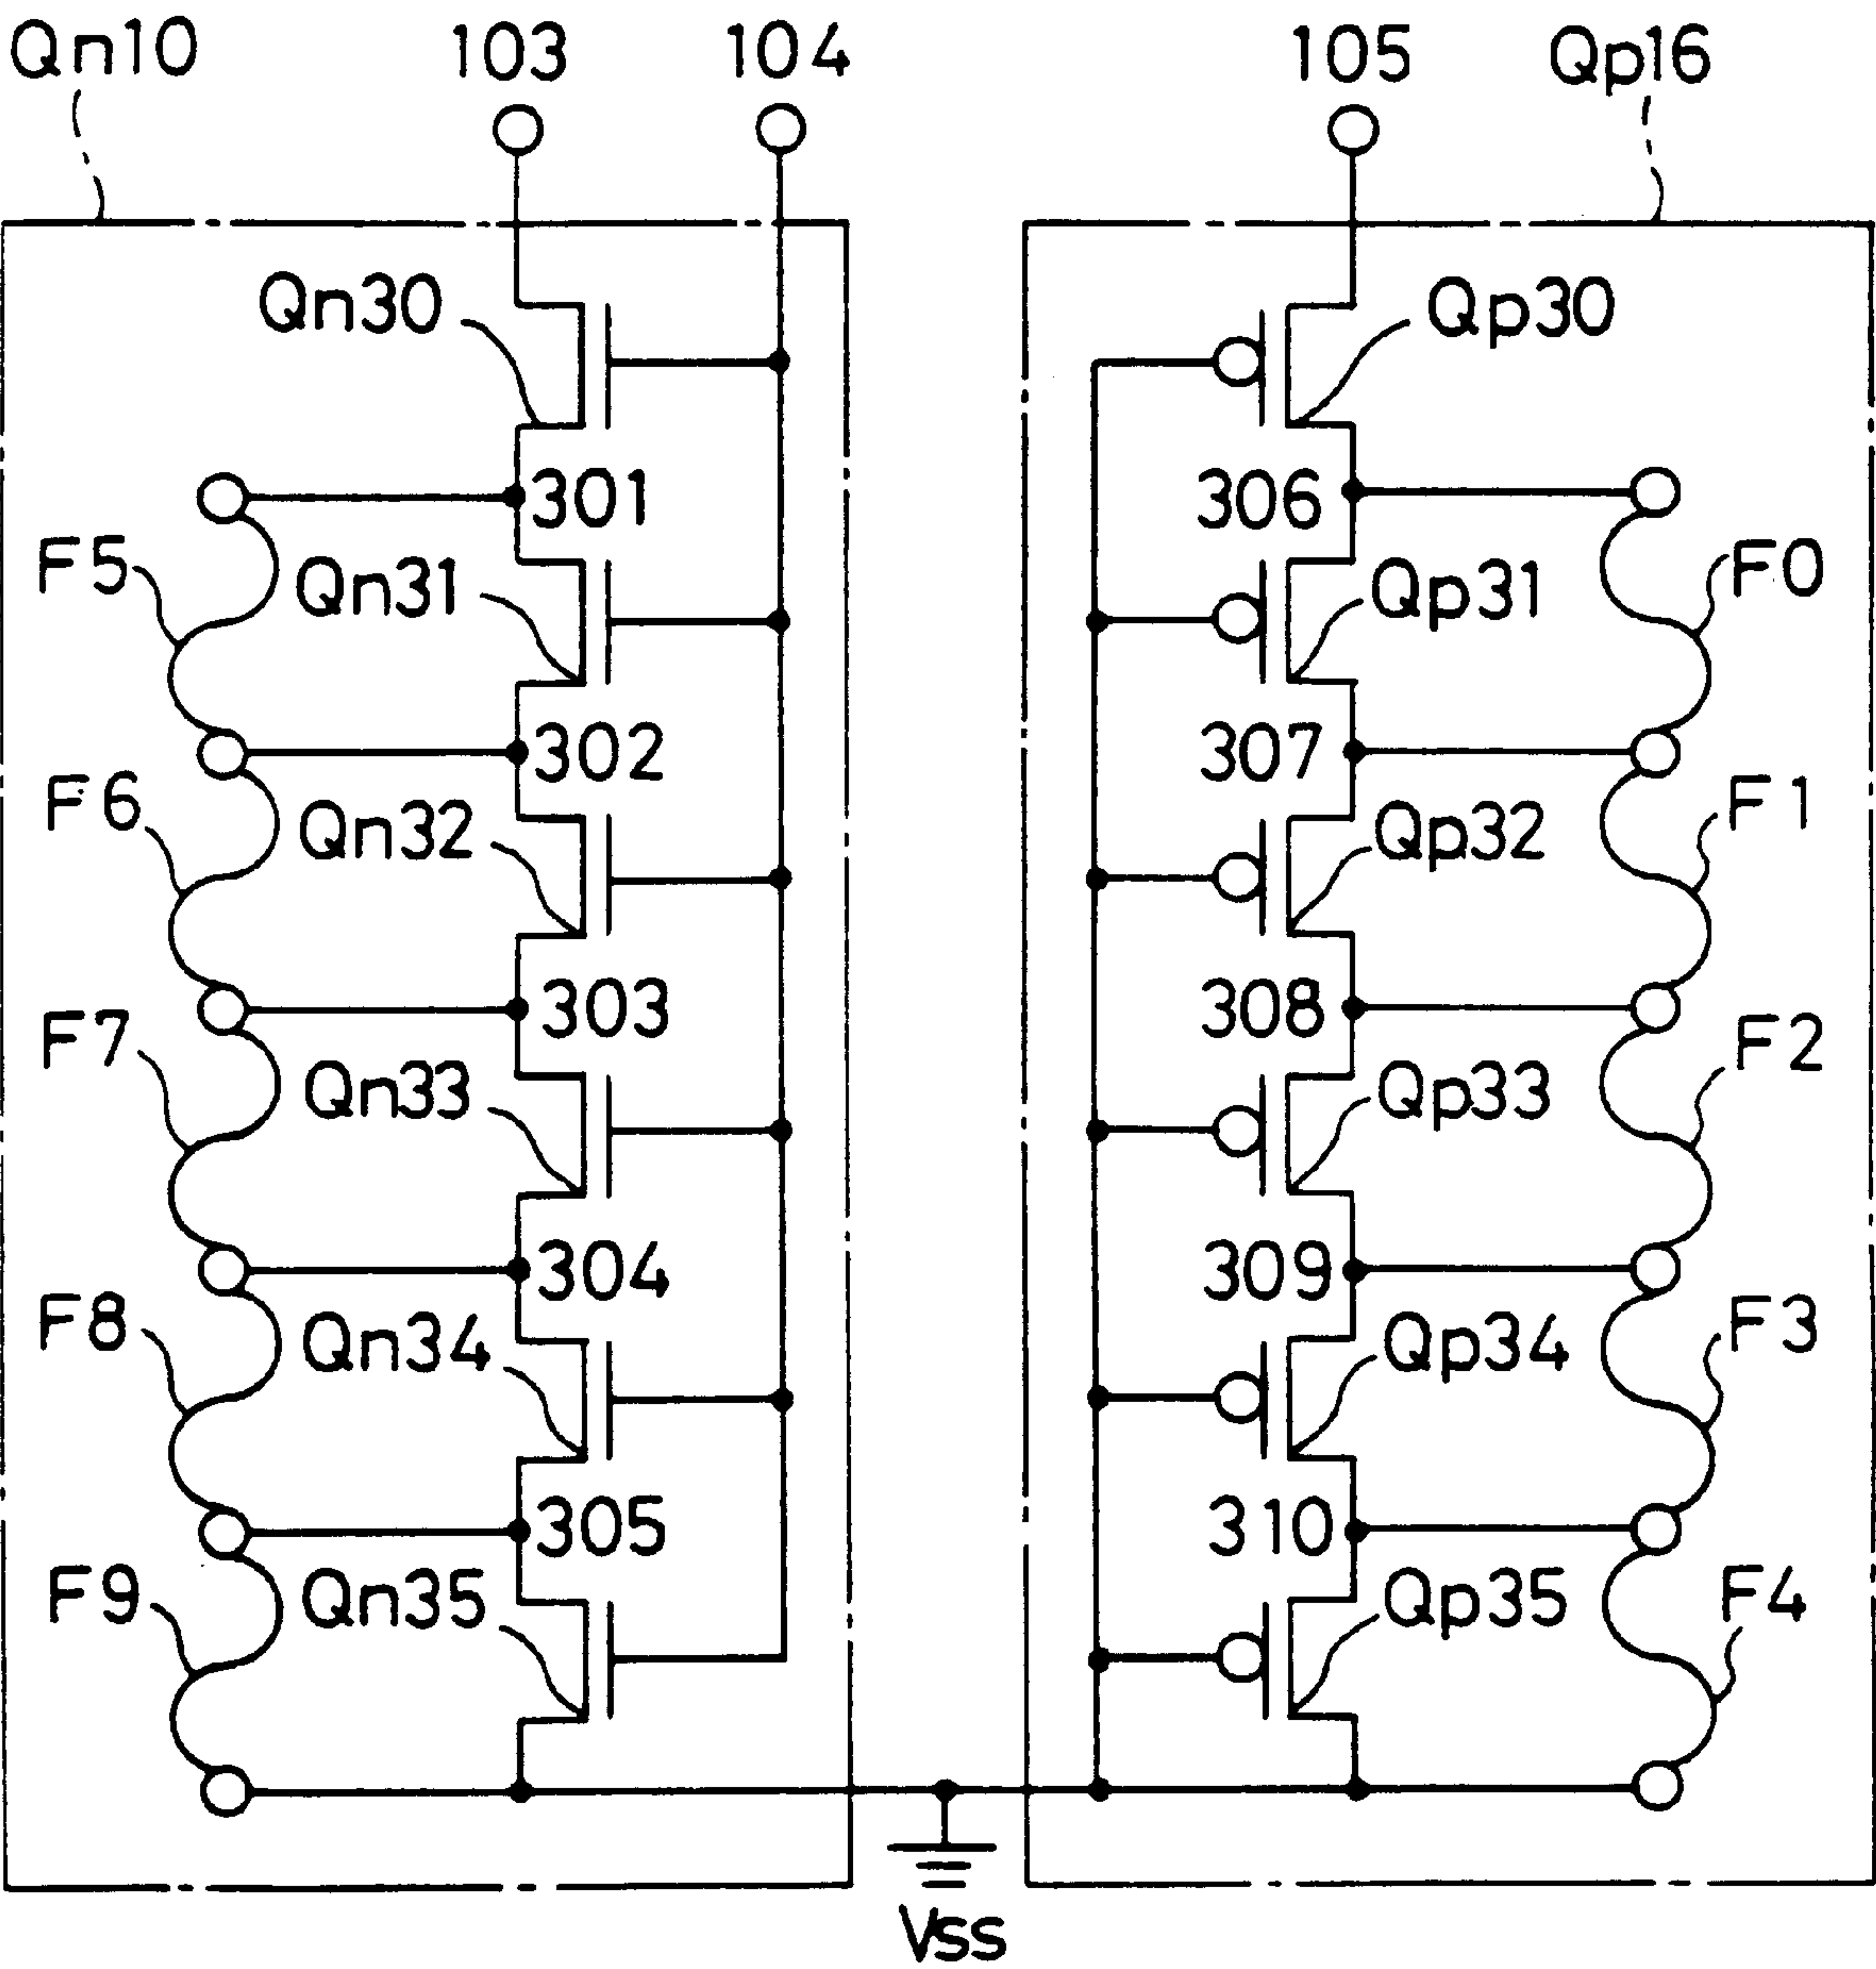 Qn10 103 104 105 Qp16
Qn30 Qp30
301 306
F5 Qn31 Qp31 F0
302 307
F6 Qn32 Qp32 F1
303 308
F7 Qn33 Qp33 F2
304 309
F8 Qn34 Qp34 F3
305 310
F9 Qn35 Qp35 F4
Vss